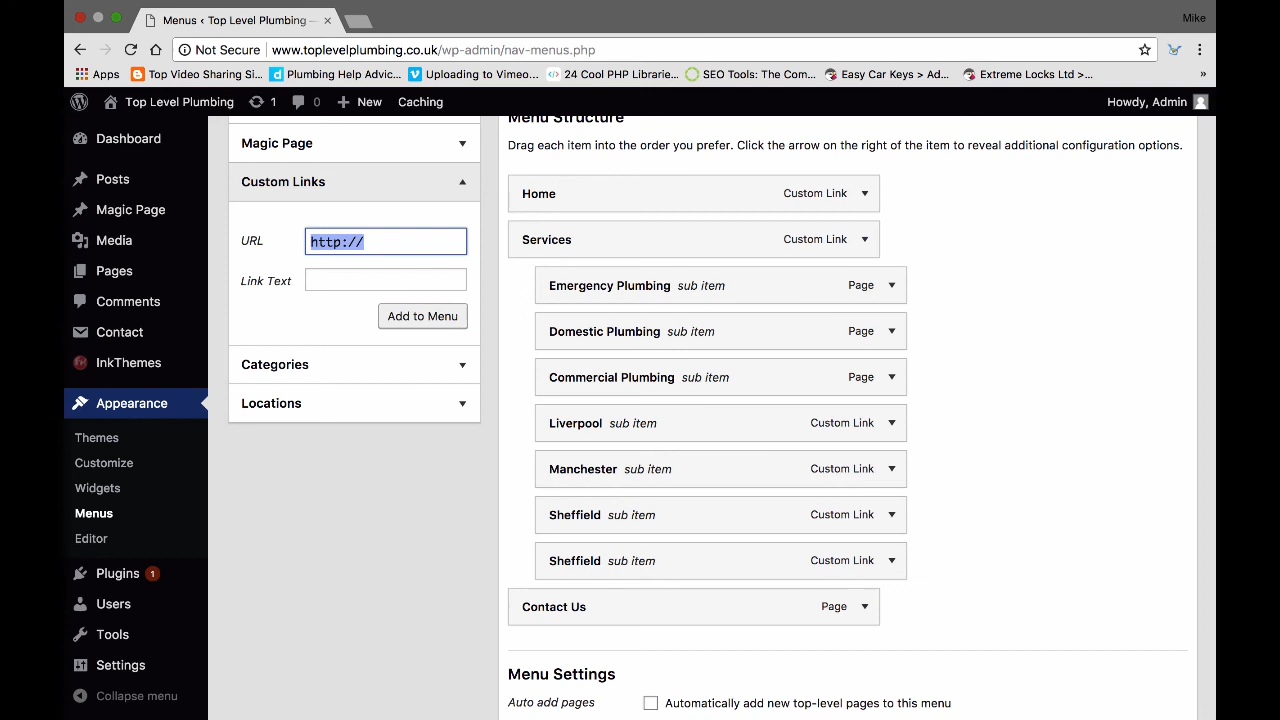 Menus ‹ Top Level Plumbing —
Mike
Not Secure
www.toplevelplumbing.co.uk/wp-admin/nav-menus.php
Apps
Top Video Sharing Si...
Plumbing Help Advic...
Uploading to Vimeo...
24 Cool PHP Librarie...
SEO Tools: The Com...
Easy Car Keys > Ad...
Extreme Locks Ltd >...
»
Top Level Plumbing
1
0
New
Caching
Howdy, Admin
Dashboard
Posts
Magic Page
Media
Pages
Comments
Contact
InkThemes
Appearance
Themes
Customize
Widgets
Menus
Editor
Plugins 1
Users
Tools
Settings
Collapse menu
Magic Page
Custom Links
URL http://
Link Text
Add to Menu
Categories
Locations
Menu Structure
Drag each item into the order you prefer. Click the arrow on the right of the item to reveal additional configuration options.
Home Custom Link
Services Custom Link
Emergency Plumbing sub item Page
Domestic Plumbing sub item Page
Commercial Plumbing sub item Page
Liverpool sub item Custom Link
Manchester sub item Custom Link
Sheffield sub item Custom Link
Sheffield sub item Custom Link
Contact Us Page
Menu Settings
Auto add pages Automatically add new top-level pages to this menu